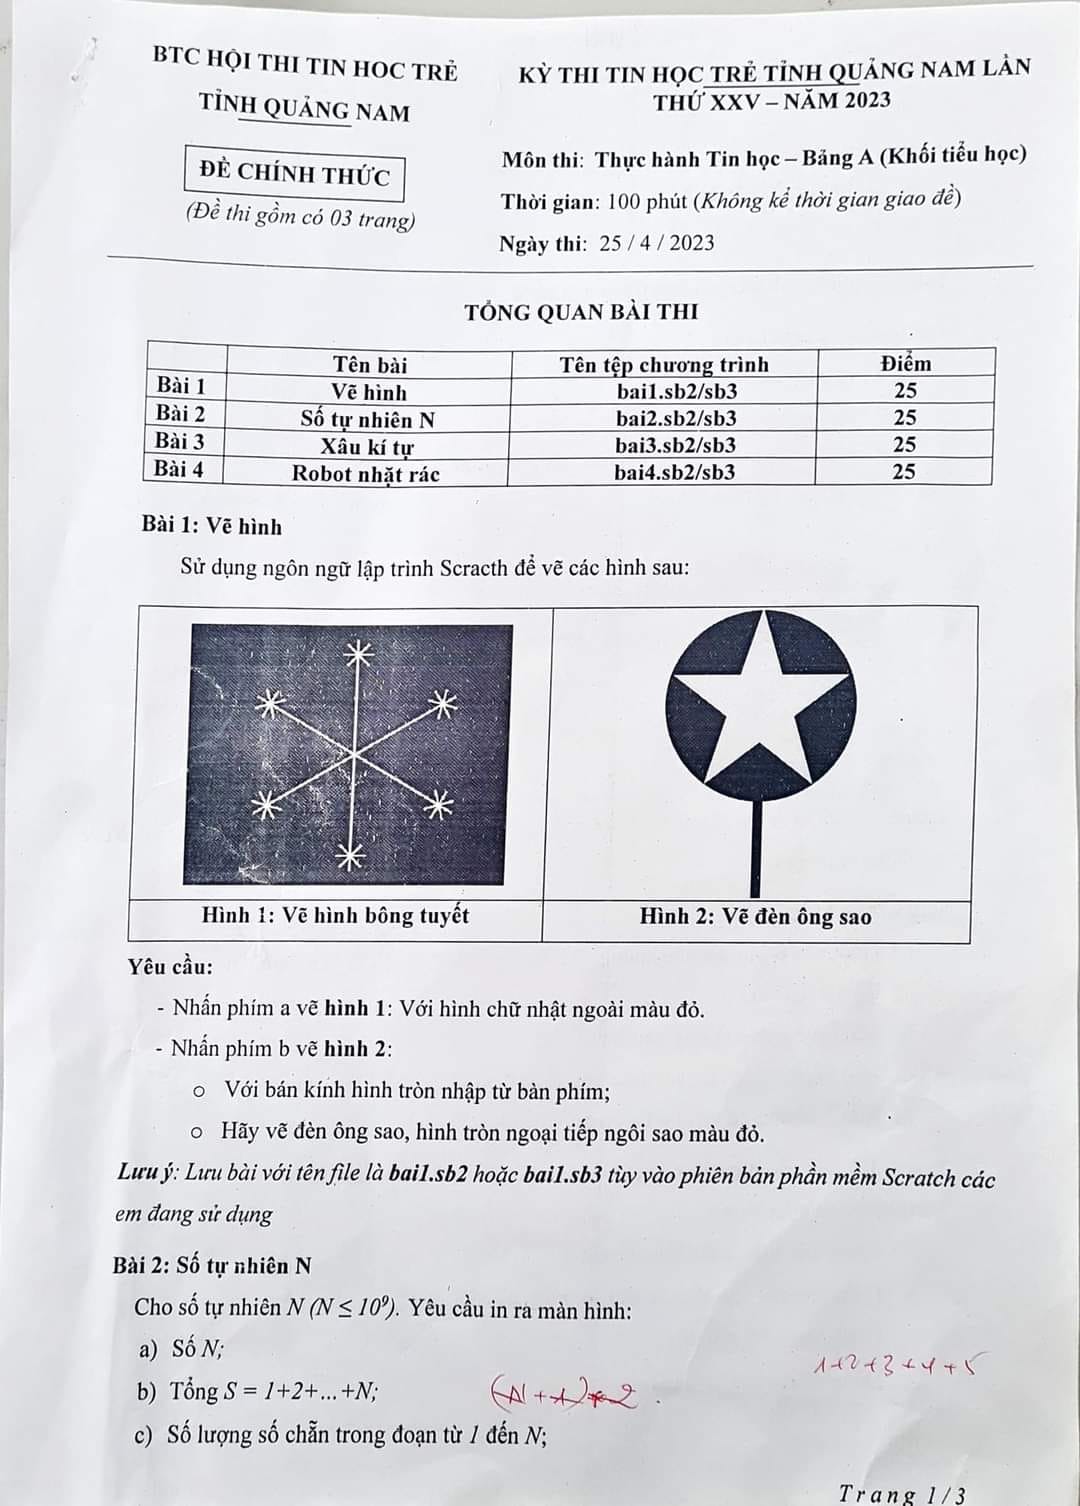 BTC HỘI THI TIN HOC TRẺ
TỈNH QUẢNG NAM
ĐỀ CHÍNH THỨC
(Đề thi gồm có 03 trang)
KỲ THI TIN HỌC TRẺ TỈNH QUẢNG NAM LẦN
THỨ XXV – NĂM 2023
Môn thi: Thực hành Tin học – Bảng A (Khối tiểu học)
Thời gian: 100 phút (Không kể thời gian giao đề)
Ngày thi: 25 / 4 / 2023
TỔNG QUAN BÀI THI
Tên bài Tên tệp chương trình Điểm
Bài 1 Vẽ hình bai1.sb2/sb3 25
Bài 2 Số tự nhiên N bai2.sb2/sb3 25
Bài 3 Xâu kí tự bai3.sb2/sb3 25
Bài 4 Robot nhặt rác bai4.sb2/sb3 25
Bài 1: Vẽ hình
Sử dụng ngôn ngữ lập trình Scracth để vẽ các hình sau:
Hình 1: Vẽ hình bông tuyết
Hình 2: Vẽ đèn ông sao
Yêu cầu:
- Nhấn phím a vẽ hình 1: Với hình chữ nhật ngoài màu đỏ.
- Nhấn phím b vẽ hình 2:
o Với bán kính hình tròn nhập từ bàn phím;
o Hãy vẽ đèn ông sao, hình tròn ngoại tiếp ngôi sao màu đỏ.
Lưu ý: Lưu bài với tên file là bai1.sb2 hoặc bai1.sb3 tùy vào phiên bản phần mềm Scratch các
em đang sử dụng
Bài 2: Số tự nhiên N
Cho số tự nhiên N (N ≤ 10⁹). Yêu cầu in ra màn hình:
a) Số N;
1+2+3+4+5
b) Tổng S = 1+2+...+N;
c) Số lượng số chẵn trong đoạn từ 1 đến N;
Trang 1/3